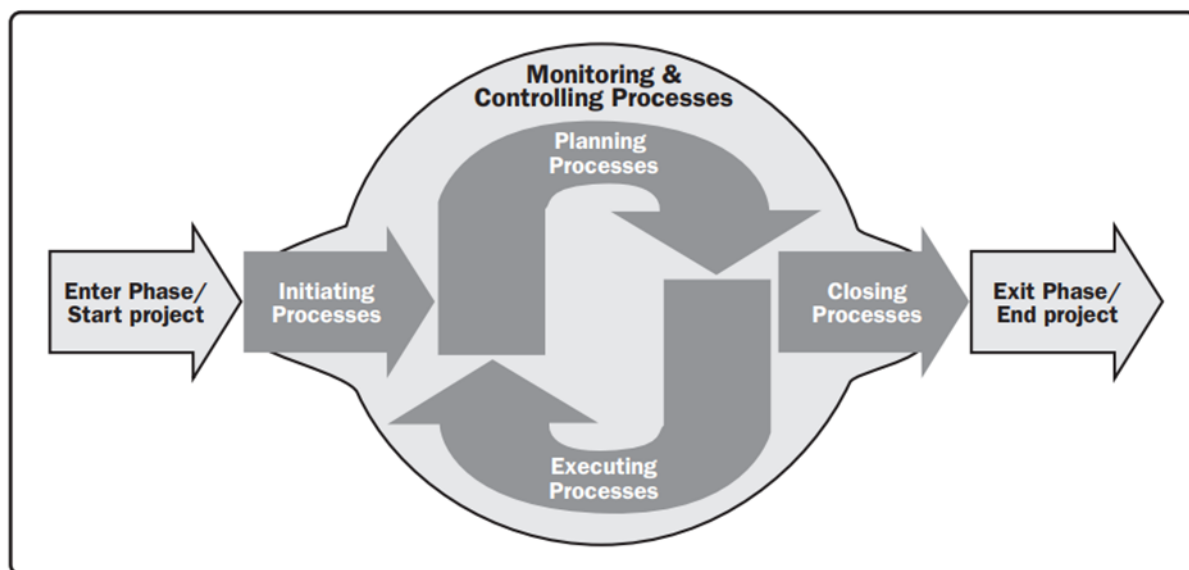 Monitoring &
Controlling Processes
Planning
Processes
Enter Phase/
Start project
Initiating
Processes
Closing
Processes
Exit Phase/
End project
Executing
Processes